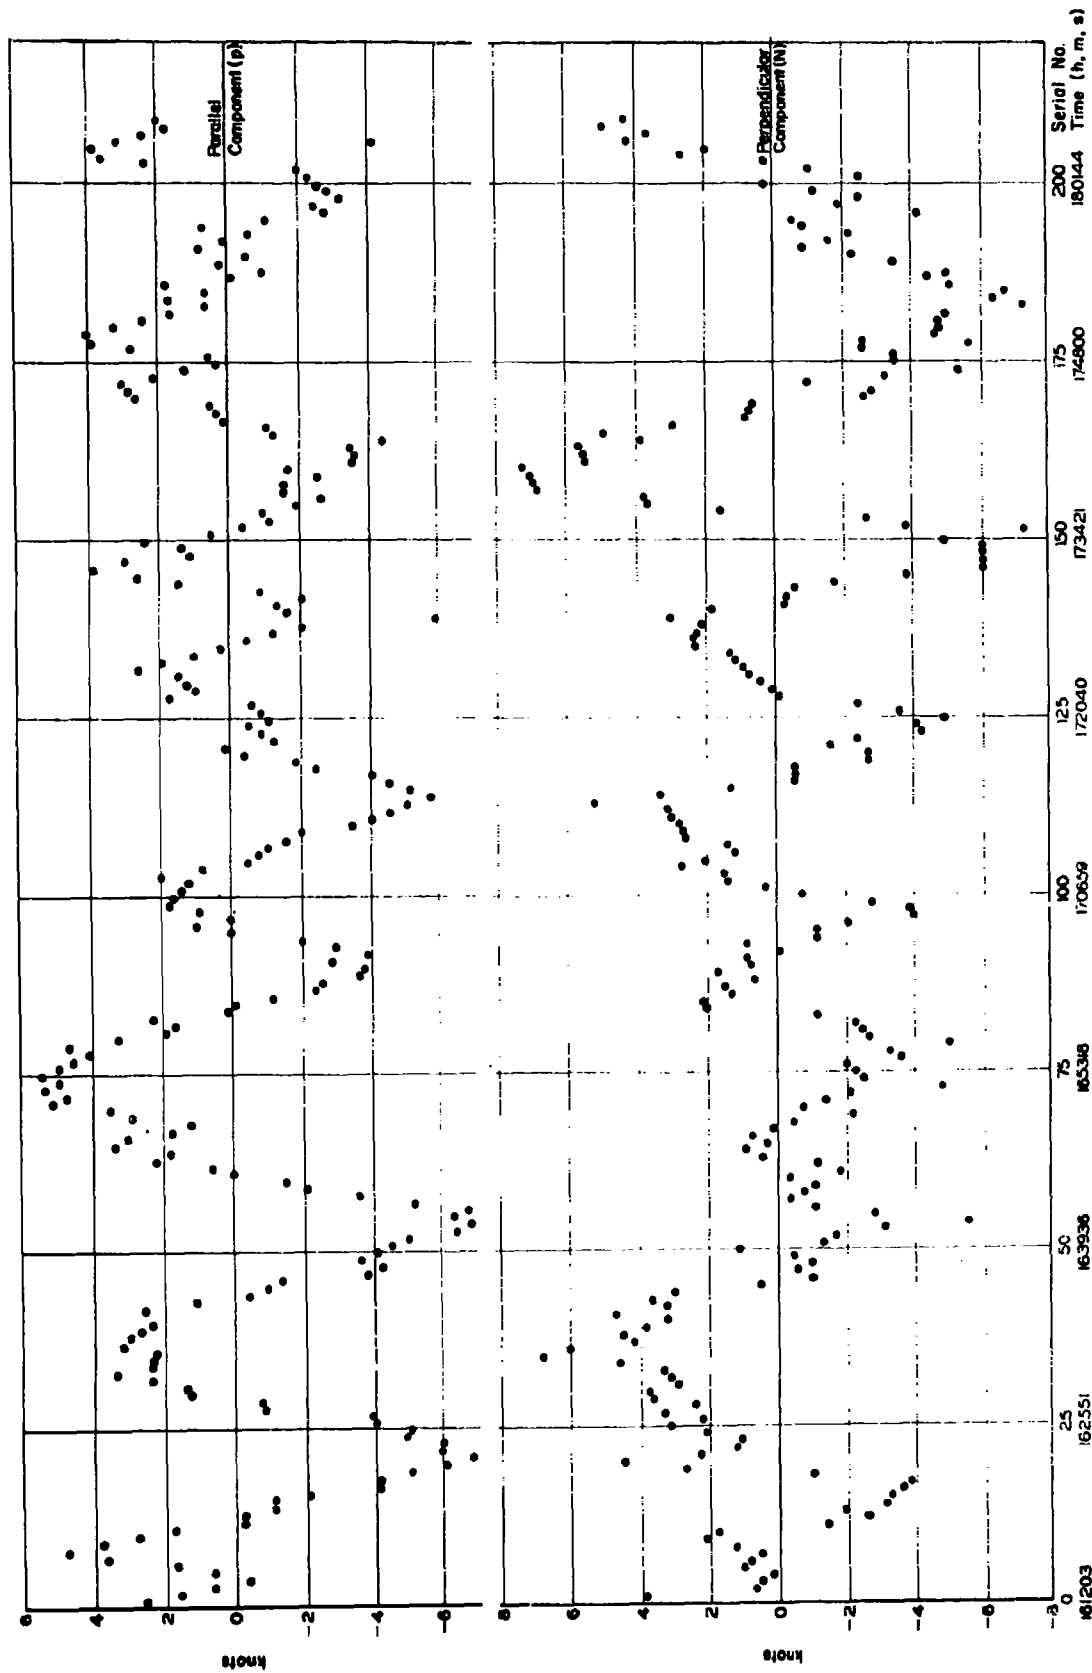 6
4
2
0
-2
-4
-6
knots
Parallel
Component (p)
8
6
4
2
0
-2
-4
-6
-8
knots
Perpendicular
Component (N)
0 25 50 75 100 125 150 175 200 Serial No.
161203 162551 163936 165318 170659 172040 173421 174800 180144 Time (h, m, s)